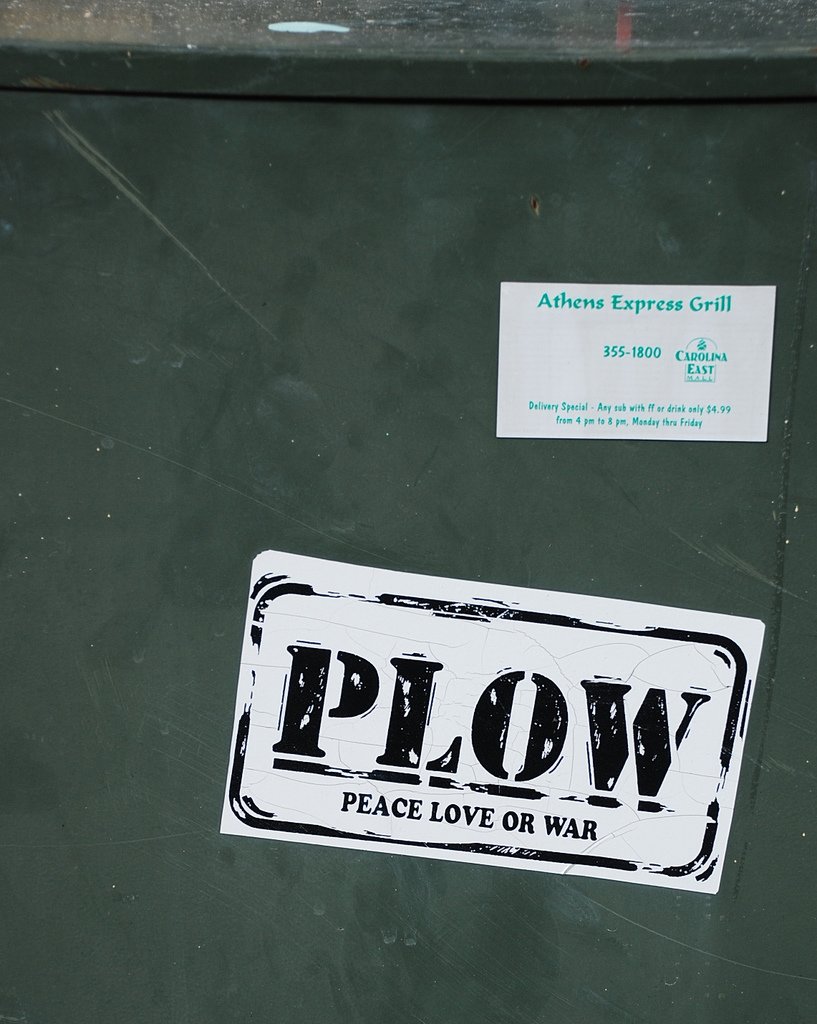 Athens Express Grill
355-1800
CAROLINA
EAST
MALL
Delivery Special - Any sub with ff or drink only $4.99
from 4 pm to 8 pm, Monday thru Friday
PLOW
PEACE LOVE OR WAR